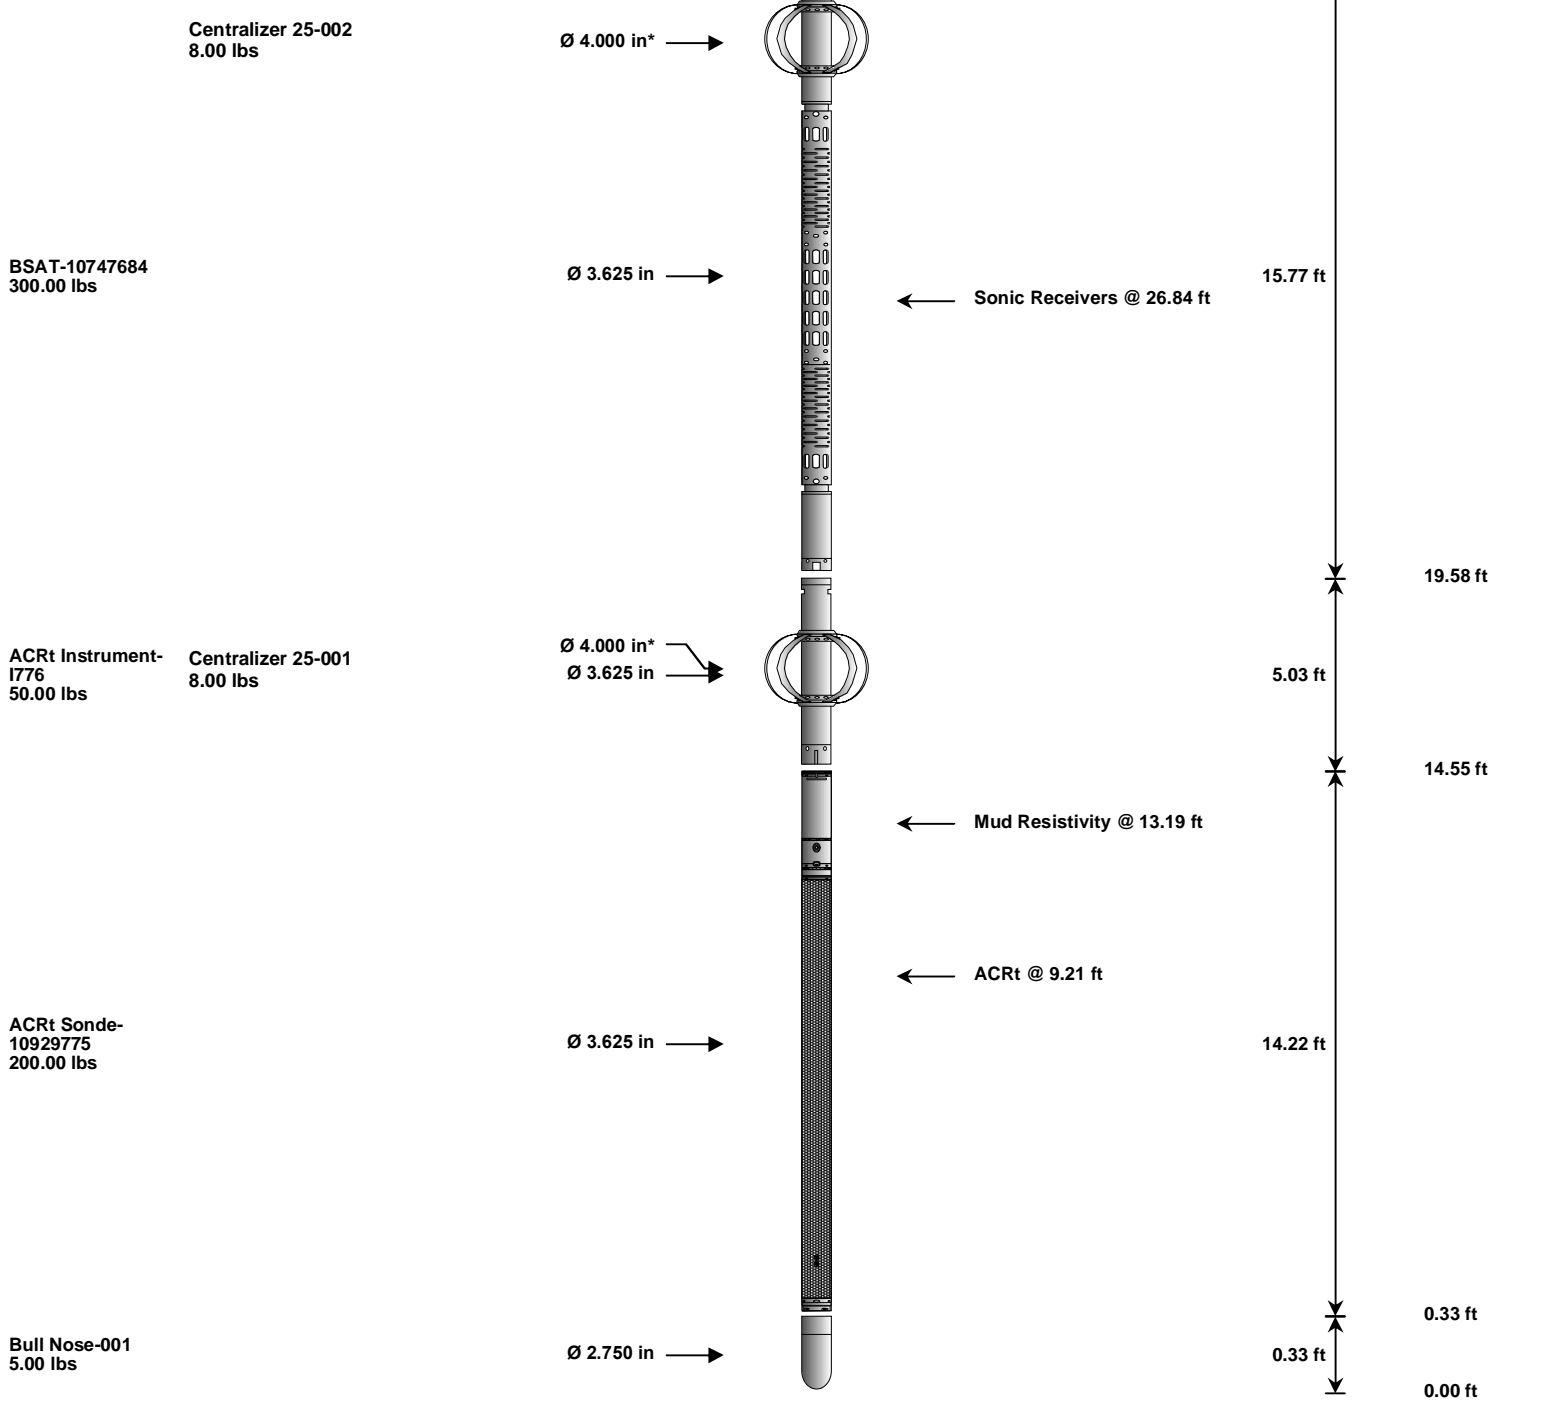 Centralizer 25-002
8.00 lbs
Ø 4.000 in*
BSAT-10747684
300.00 lbs
Ø 3.625 in
Sonic Receivers @ 26.84 ft
15.77 ft
19.58 ft
ACRt Instrument-
I776
50.00 lbs
Centralizer 25-001
8.00 lbs
Ø 4.000 in*
Ø 3.625 in
5.03 ft
14.55 ft
Mud Resistivity @ 13.19 ft
ACRt @ 9.21 ft
ACRt Sonde-
10929775
200.00 lbs
Ø 3.625 in
14.22 ft
0.33 ft
Bull Nose-001
5.00 lbs
Ø 2.750 in
0.33 ft
0.00 ft